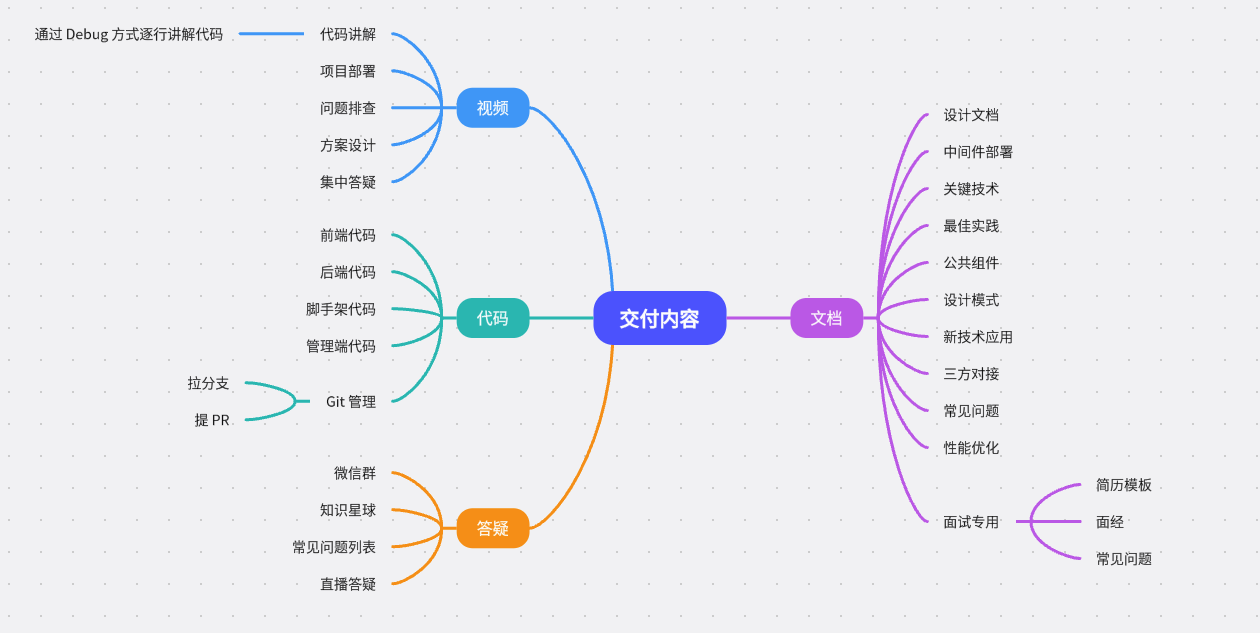 交付内容
视频
代码讲解
通过 Debug 方式逐行讲解代码
项目部署
问题排查
方案设计
集中答疑
代码
前端代码
后端代码
脚手架代码
管理端代码
Git 管理
拉分支
提 PR
答疑
微信群
知识星球
常见问题列表
直播答疑
文档
设计文档
中间件部署
关键技术
最佳实践
公共组件
设计模式
新技术应用
三方对接
常见问题
性能优化
面试专用
简历模板
面经
常见问题